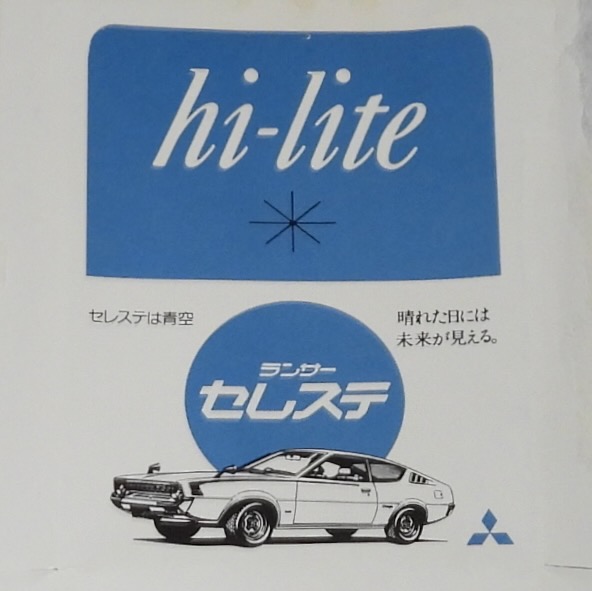 hi-lite
セレステは青空
晴れた日には
未来が見える。
ランサー
セレステ